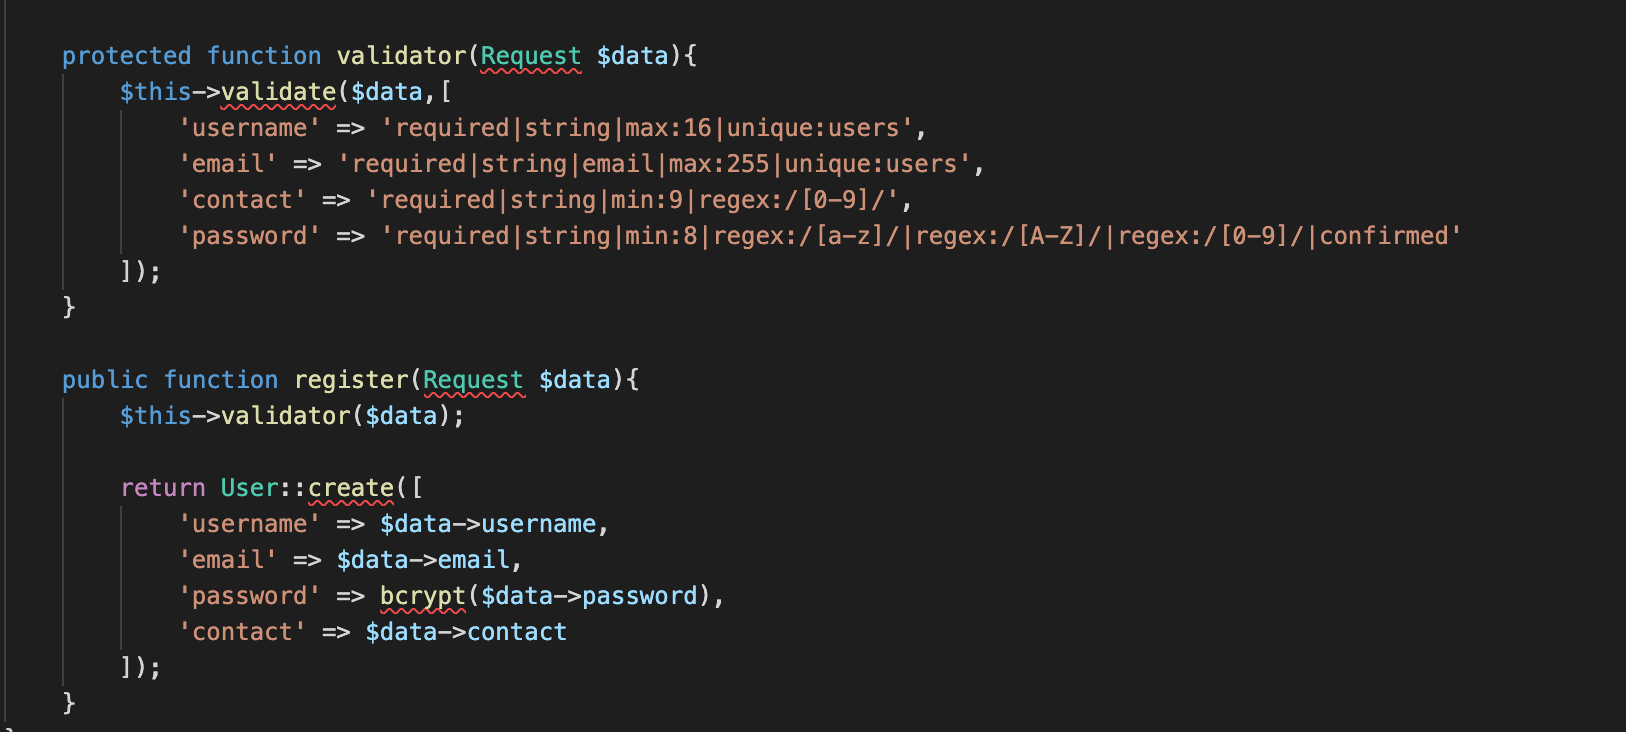 protected function validator(Request $data){
$this->validate($data,[
'username' => 'required|string|max:16|unique:users',
'email' => 'required|string|email|max:255|unique:users',
'contact' => 'required|string|min:9|regex:/[0-9]/',
'password' => 'required|string|min:8|regex:/[a-z]/|regex:/[A-Z]/|regex:/[0-9]/|confirmed'
]);
}
public function register(Request $data){
$this->validator($data);
return User::create([
'username' => $data->username,
'email' => $data->email,
'password' => bcrypt($data->password),
'contact' => $data->contact
]);
}